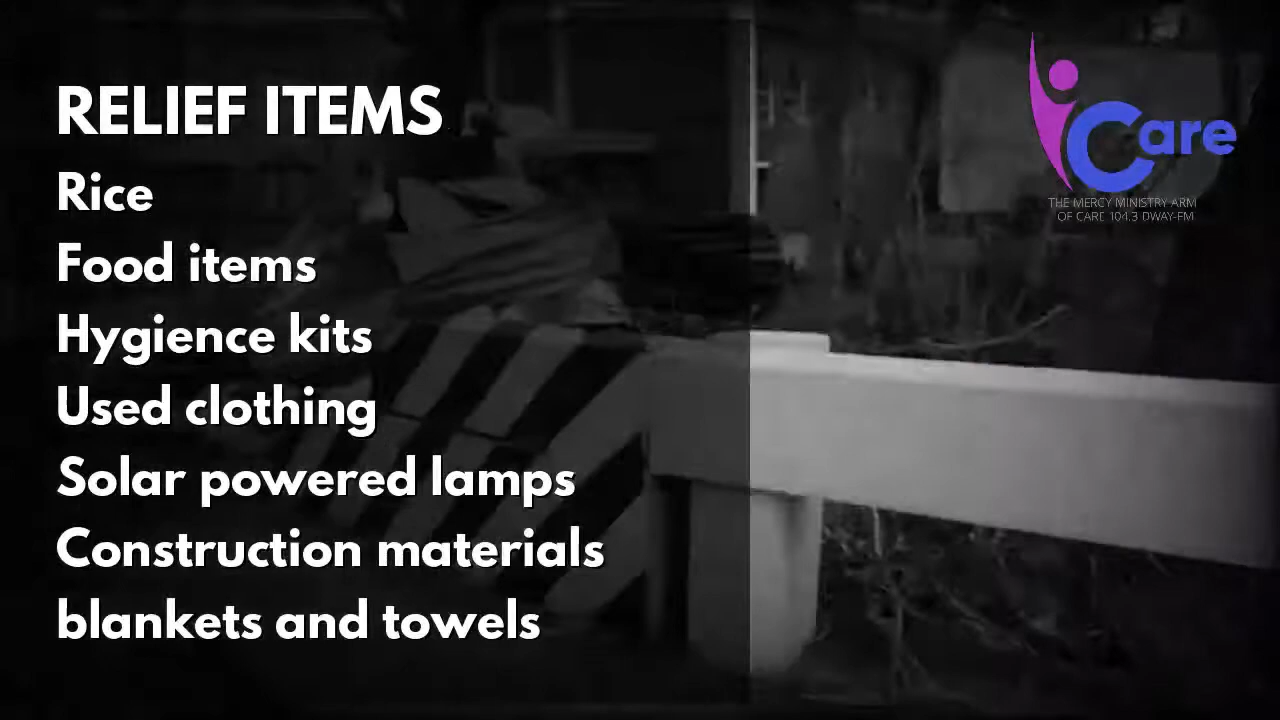 RELIEF ITEMS
Rice
Food items
Hygience kits
Used clothing
Solar powered lamps
Construction materials
blankets and towels
Care
THE MERCY MINISTRY ARM
OF CARE 104.3 DWAY-FM